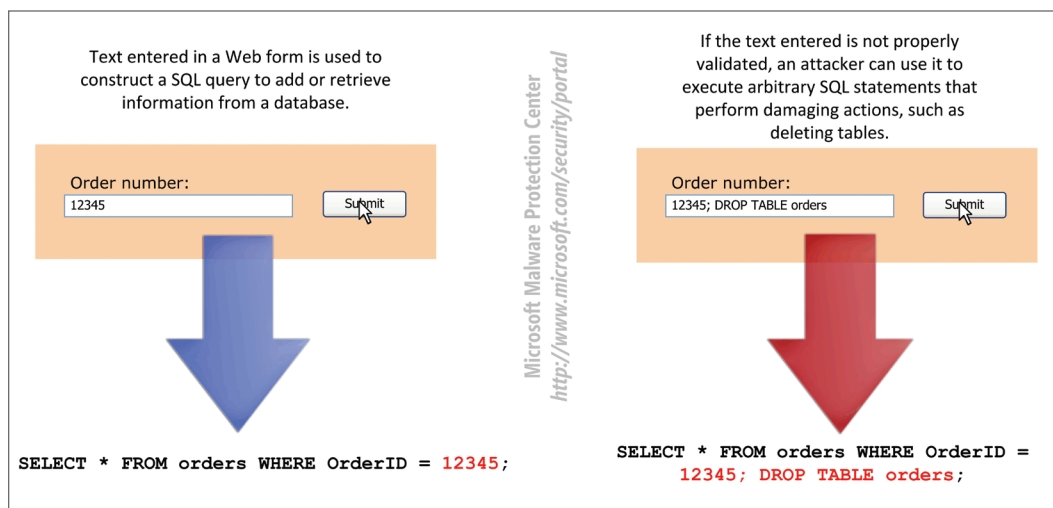 Text entered in a Web form is used to
construct a SQL query to add or retrieve
information from a database.
Order number:
12345
Submit
SELECT * FROM orders WHERE OrderID = 12345;
Microsoft Malware Protection Center
http://www.microsoft.com/security/portal
If the text entered is not properly
validated, an attacker can use it to
execute arbitrary SQL statements that
perform damaging actions, such as
deleting tables.
Order number:
12345; DROP TABLE orders
Submit
SELECT * FROM orders WHERE OrderID =
12345; DROP TABLE orders;